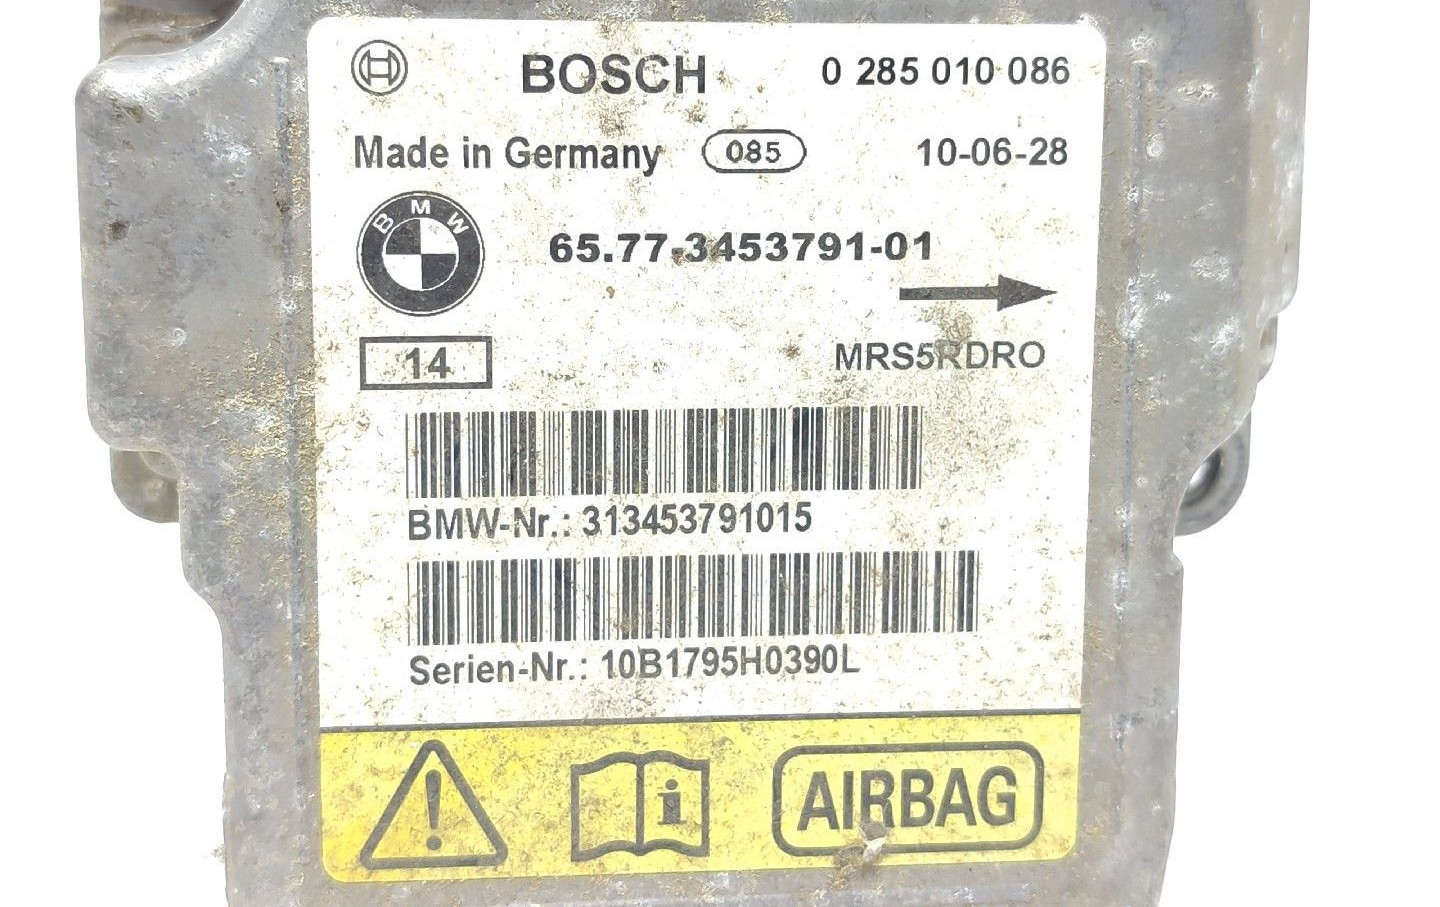 BOSCH 0 285 010 086
Made in Germany 085 10-06-28
BMW 65.77-3453791-01
14 MRS5RDRO
BMW-Nr.: 313453791015
Serien-Nr.: 10B1795H0390L
! i AIRBAG